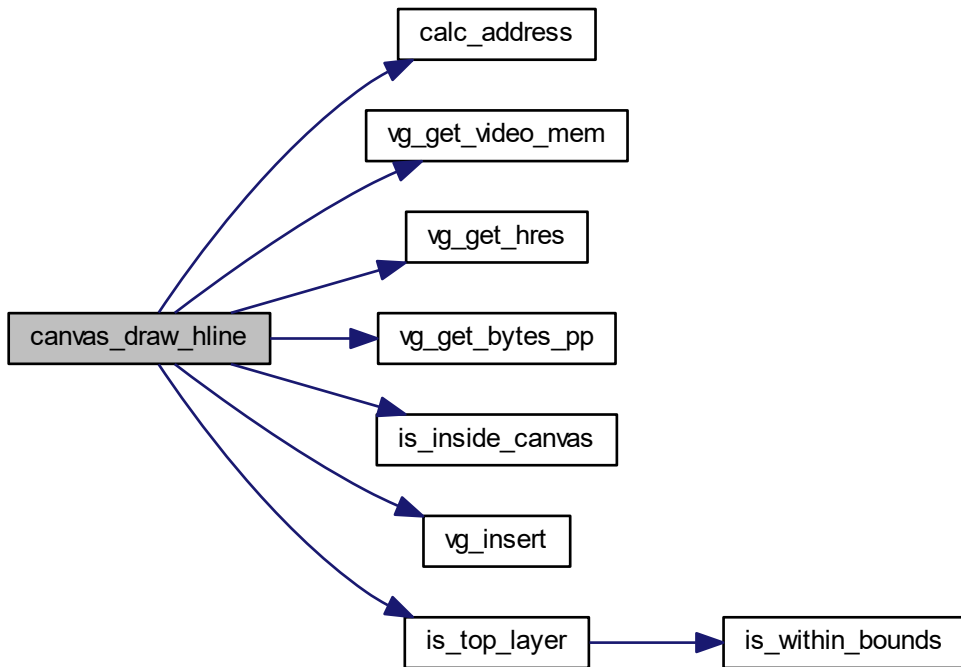 calc_address
vg_get_video_mem
vg_get_hres
canvas_draw_hline
vg_get_bytes_pp
is_inside_canvas
vg_insert
is_top_layer
is_within_bounds